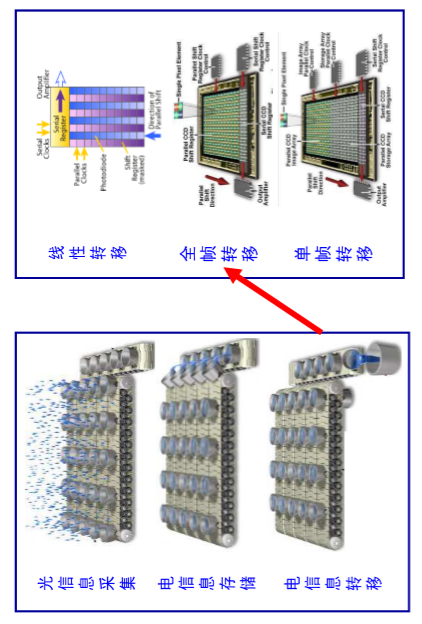 光信息采集
电信息存储
电信息转移
线性转移
Serial
Clocks
Output
Amplifier
Serial
Register
Parallel
Clocks
Photodiode
Shift
Register
(masked)
Direction of
Parallel Shift
全帧转移
Single Pixel Element
Parallel Shift
Register Clock
Control
Serial Shift
Register Clock
Control
Parallel CCD
Shift Register
Parallel
Shift
Direction
Serial CCD
Shift Register
Output
Amplifier
单帧转移
Single Pixel Element
Image Array
Parallel Clock
Control
Storage Array
Parallel Clock
Control
Serial Shift
Register Clock
Control
Parallel CCD
Image Array
Parallel
Shift
Direction
Serial CCD
Shift Register
Parallel CCD
Storage Array
Output
Amplifier